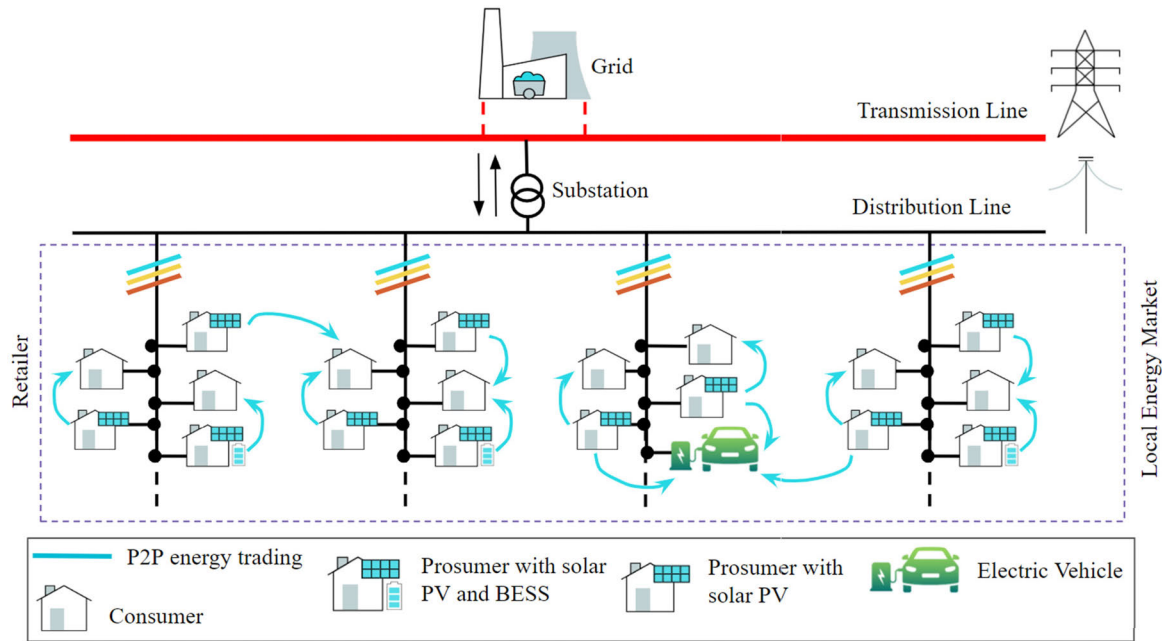 Grid
Transmission Line
Substation
Distribution Line
Retailer
Local Energy Market
P2P energy trading
Consumer
Prosumer with solar
PV and BESS
Prosumer with
solar PV
Electric Vehicle